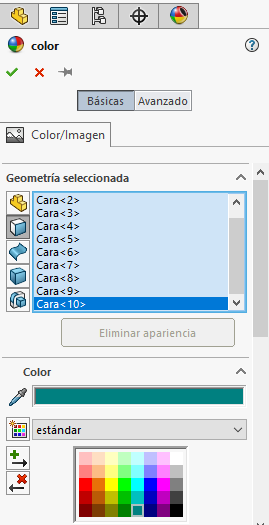 color
Básicas
Avanzado
Color/Imagen
Geometría seleccionada
Cara<2>
Cara<3>
Cara<4>
Cara<5>
Cara<6>
Cara<7>
Cara<8>
Cara<9>
Cara<10>
Eliminar apariencia
Color
estándar